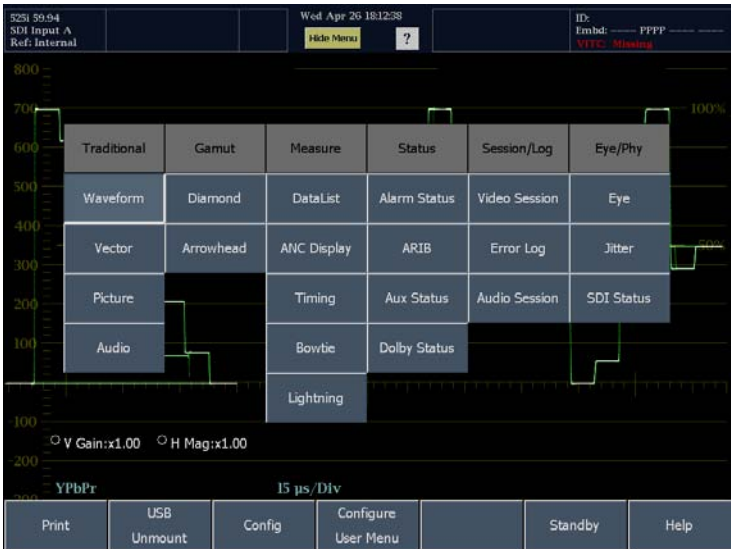 525i 59.94
SDI Input A
Ref: Internal
Wed Apr 26 18:12:38
Hide Menu
?
ID:
Embd: ---- PPPP ---- ----
VITC: Missing
800
700
100%
600
500
400
50%
300
200
100
-100
-200
Traditional Gamut Measure Status Session/Log Eye/Phy
Waveform Diamond DataList Alarm Status Video Session Eye
Vector Arrowhead ANC Display ARIB Error Log Jitter
Picture Timing Aux Status Audio Session SDI Status
Audio Bowtie Dolby Status
Lightning
V Gain:x1.00 H Mag:x1.00
YPbPr 15 µs/Div
Print USB Unmount Config Configure User Menu Standby Help